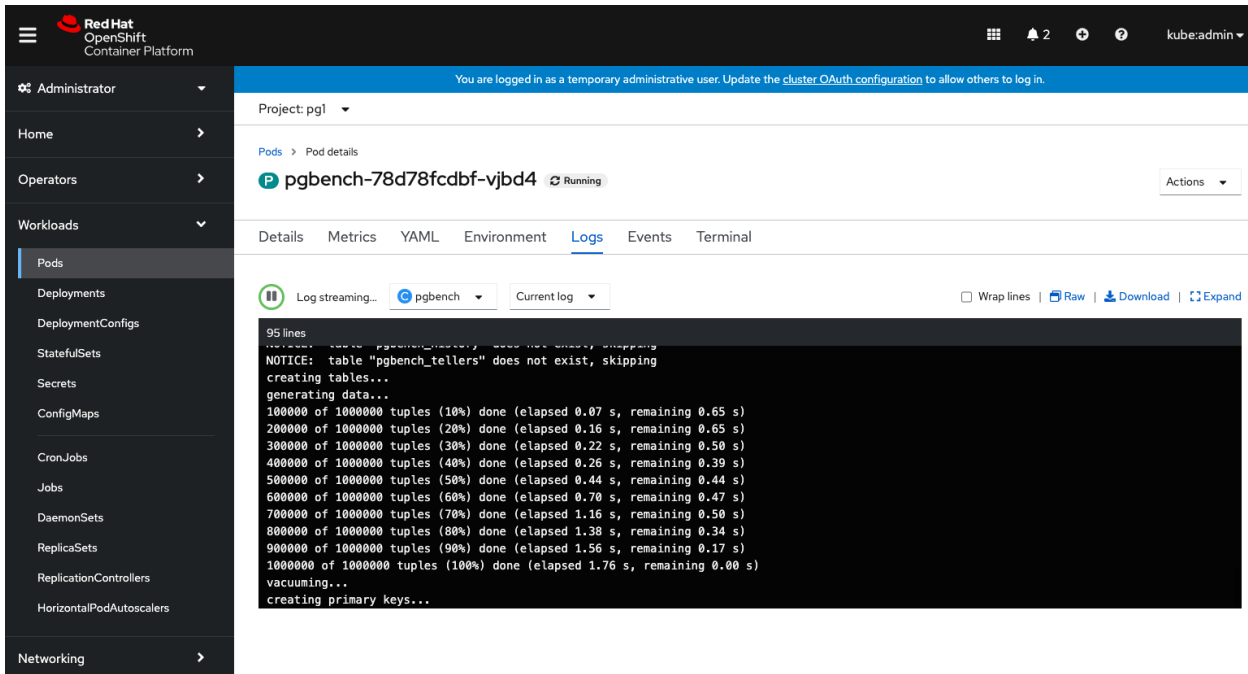 Red Hat
OpenShift
Container Platform
2
kube:admin
Administrator
Home
Operators
Workloads
Pods
Deployments
DeploymentConfigs
StatefulSets
Secrets
ConfigMaps
CronJobs
Jobs
DaemonSets
ReplicaSets
ReplicationControllers
HorizontalPodAutoscalers
Networking
You are logged in as a temporary administrative user. Update the cluster OAuth configuration to allow others to log in.
Project: pg1
Pods > Pod details
P pgbench-78d78fcdbf-vjbd4 Running
Actions
Details Metrics YAML Environment Logs Events Terminal
Log streaming... C pgbench Current log Wrap lines | Raw | Download | Expand
95 lines
NOTICE: table "pgbench_history" does not exist, skipping
NOTICE: table "pgbench_tellers" does not exist, skipping
creating tables...
generating data...
100000 of 1000000 tuples (10%) done (elapsed 0.07 s, remaining 0.65 s)
200000 of 1000000 tuples (20%) done (elapsed 0.16 s, remaining 0.65 s)
300000 of 1000000 tuples (30%) done (elapsed 0.22 s, remaining 0.50 s)
400000 of 1000000 tuples (40%) done (elapsed 0.26 s, remaining 0.39 s)
500000 of 1000000 tuples (50%) done (elapsed 0.44 s, remaining 0.44 s)
600000 of 1000000 tuples (60%) done (elapsed 0.70 s, remaining 0.47 s)
700000 of 1000000 tuples (70%) done (elapsed 1.16 s, remaining 0.50 s)
800000 of 1000000 tuples (80%) done (elapsed 1.38 s, remaining 0.34 s)
900000 of 1000000 tuples (90%) done (elapsed 1.56 s, remaining 0.17 s)
1000000 of 1000000 tuples (100%) done (elapsed 1.76 s, remaining 0.00 s)
vacuuming...
creating primary keys...